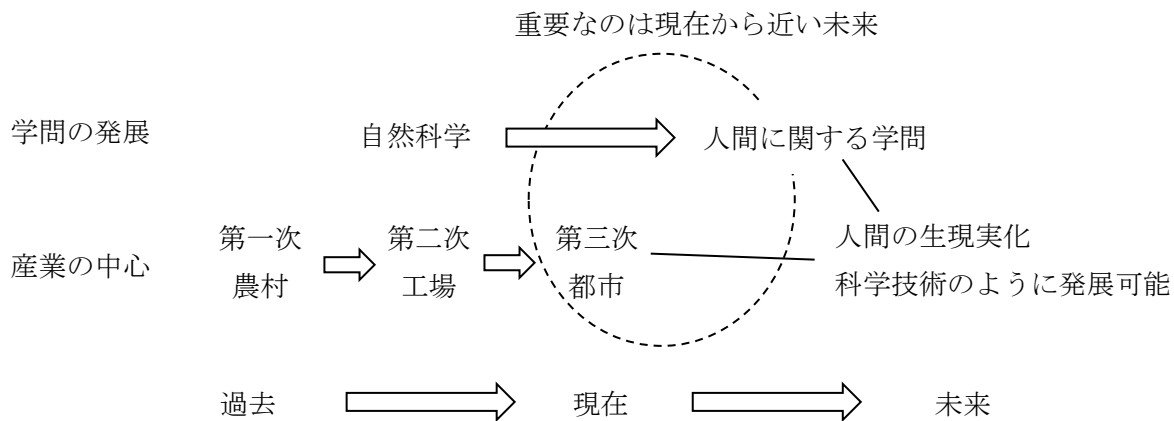 重要なのは現在から近い未来
学問の発展 自然科学 人間に関する学問
産業の中心
第一次
農村
第二次
工場
第三次
都市
人間の生現実化
科学技術のように発展可能
過去 現在 未来